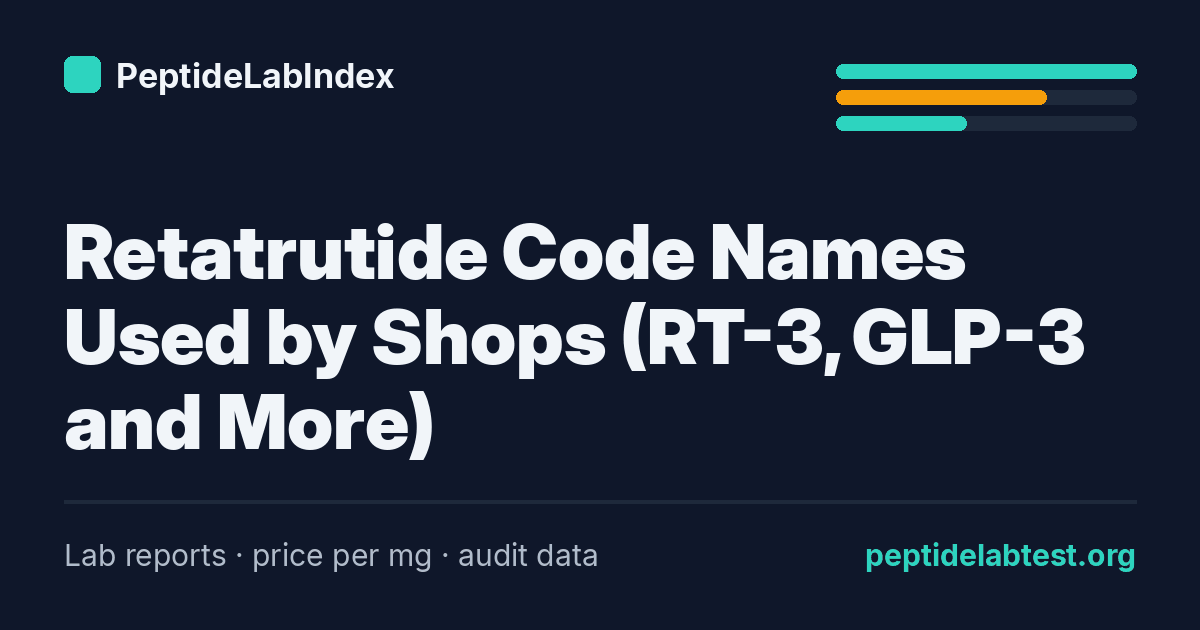 PeptideLabIndex
Retatrutide Code Names
Used by Shops (RT-3, GLP-3
and More)
Lab reports · price per mg · audit data
peptidelabtest.org